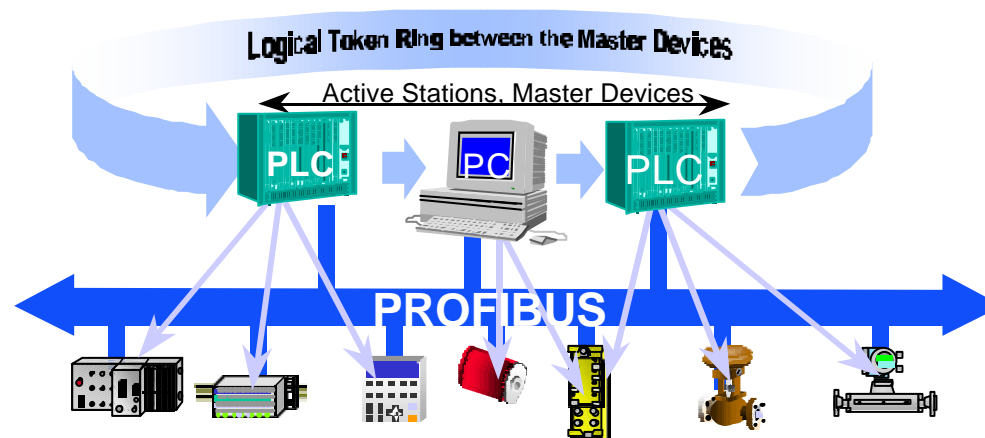 Logical Token Ring between the Master Devices
Active Stations, Master Devices
PLC
PC
PLC
PROFIBUS